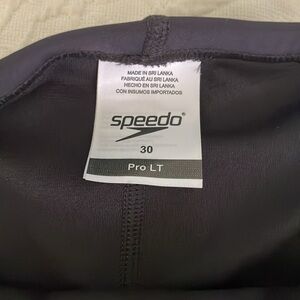 MADE IN SRI LANKA
FABRIQUÉ AU SRI LANKA
HECHO EN SRI LANKA
CON INSUMOS IMPORTADOS
speedo
30
Pro LT